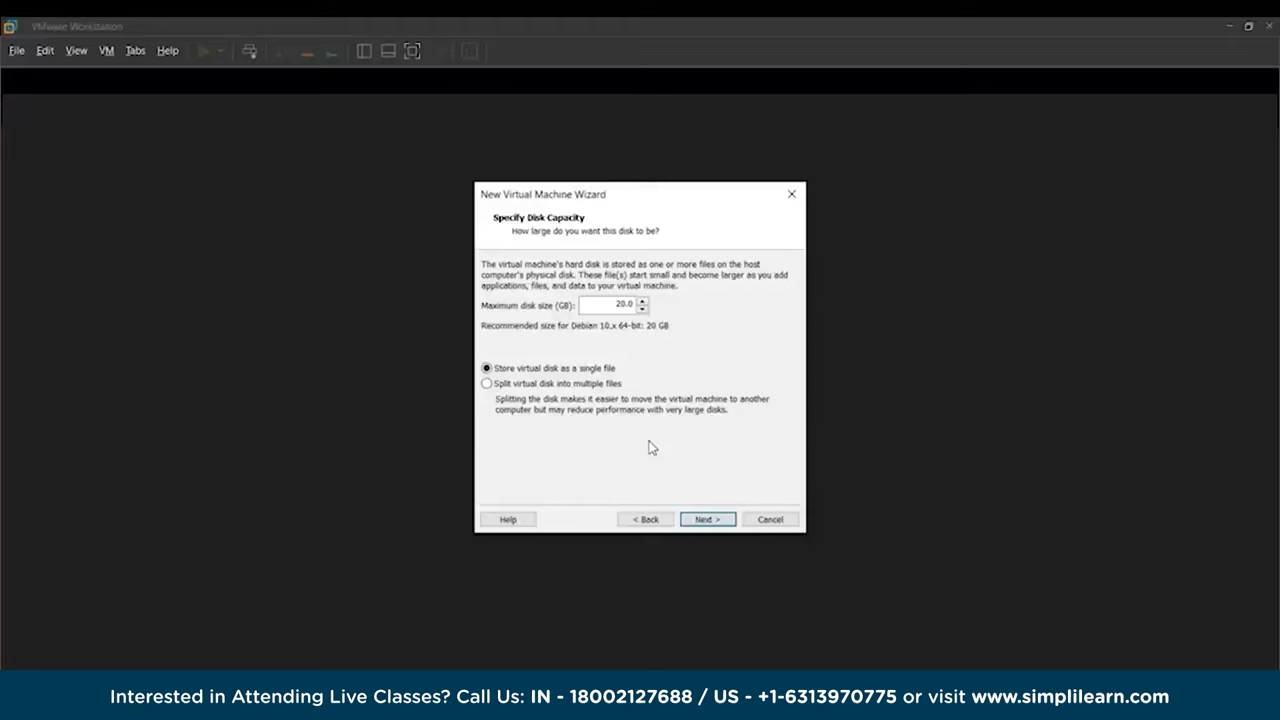 VMware Workstation
File Edit View VM Tabs Help
New Virtual Machine Wizard
Specify Disk Capacity
How large do you want this disk to be?
The virtual machine's hard disk is stored as one or more files on the host
computer's physical disk. These file(s) start small and become larger as you add
applications, files, and data to your virtual machine.
Maximum disk size (GB): 20.0
Recommended size for Debian 10.x 64-bit: 20 GB
Store virtual disk as a single file
Split virtual disk into multiple files
Splitting the disk makes it easier to move the virtual machine to another
computer but may reduce performance with very large disks.
Help < Back Next > Cancel
Interested in Attending Live Classes? Call Us: IN - 18002127688 / US - +1-6313970775 or visit www.simplilearn.com